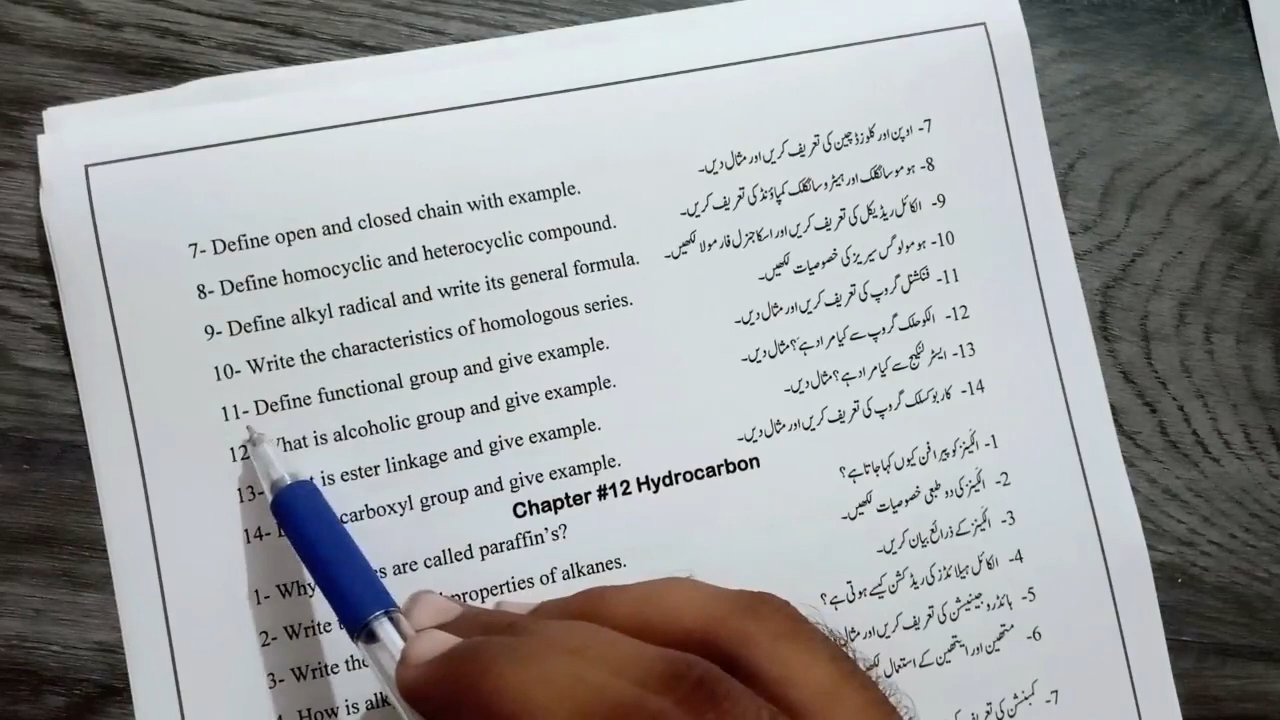 7- Define open and closed chain with example.
7- اوپن اور کلوزڈ چین کی تعریف کریں اور مثال دیں۔
8- Define homocyclic and heterocyclic compound.
8- ہوموسائکلک اور ہیٹروسائکلک کمپاؤنڈ کی تعریف کریں۔
9- Define alkyl radical and write its general formula.
9- الکائل ریڈیکل کی تعریف کریں اور اسکا جنرل فارمولا لکھیں۔
10- Write the characteristics of homologous series.
10- ہومولوگس سیریز کی خصوصیات لکھیں۔
11- Define functional group and give example.
11- فنکشنل گروپ کی تعریف کریں اور مثال دیں۔
12 What is alcoholic group and give example.
12- الکوحلک گروپ سے کیا مراد ہے؟ مثال دیں۔
13- is ester linkage and give example.
13- ایسٹر لنکیج سے کیا مراد ہے؟ مثال دیں۔
14- carboxyl group and give example.
14- کاربوکسلک گروپ کی تعریف کریں اور مثال دیں۔
Chapter #12 Hydrocarbon
1- Why are called paraffin's?
1- الکینز کو پیرافن کیوں کہا جاتا ہے؟
2- Write properties of alkanes.
2- الکینز کی دو طبعی خصوصیات لکھیں۔
3- Write the
3- الکینز کے ذرائع بیان کریں۔
How is
4- الکائل ہیلائڈز کی ریڈکشن کیسے ہوتی ہے؟
5- ہائڈروجینیشن کی تعریف کریں اور
6- میتھین اور ایتھین کے استعمال
7- کمبسشن کی